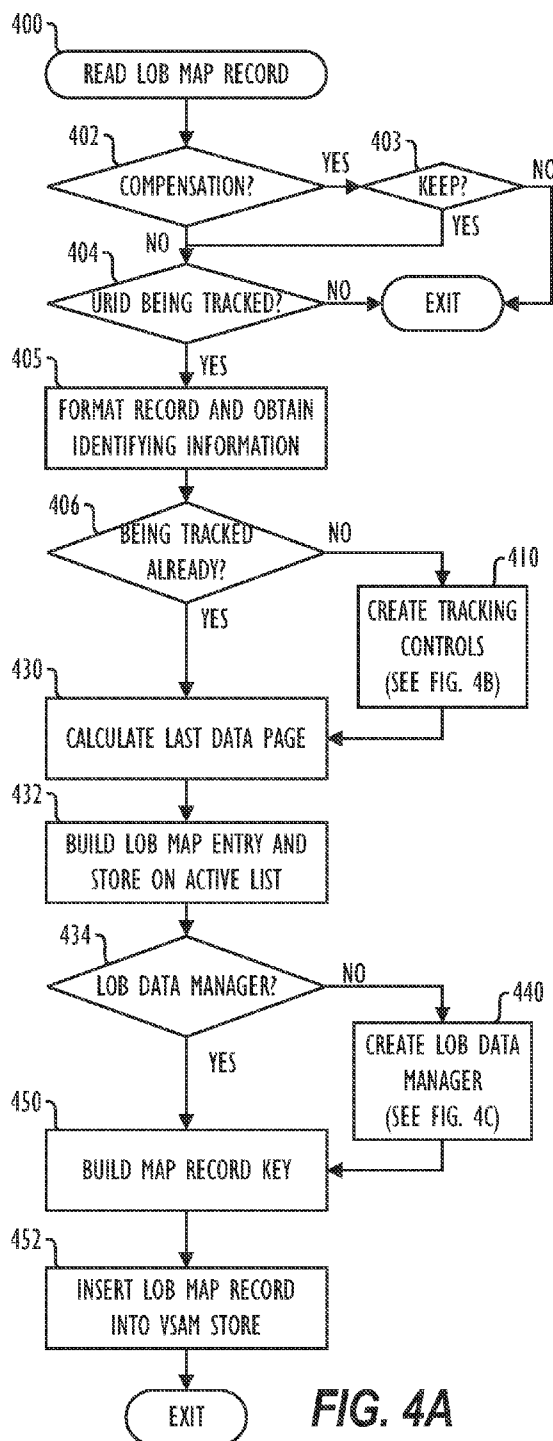 400
READ LOB MAP RECORD
402
COMPENSATION?
YES
403
KEEP?
NO
YES
NO
404
URID BEING TRACKED?
NO
EXIT
YES
405
FORMAT RECORD AND OBTAIN
IDENTIFYING INFORMATION
406
BEING TRACKED
ALREADY?
NO
410
CREATE TRACKING
CONTROLS
(SEE FIG. 4B)
YES
430
CALCULATE LAST DATA PAGE
432
BUILD LOB MAP ENTRY AND
STORE ON ACTIVE LIST
434
LOB DATA MANAGER?
NO
440
CREATE LOB DATA
MANAGER
(SEE FIG. 4C)
YES
450
BUILD MAP RECORD KEY
452
INSERT LOB MAP RECORD
INTO VSAM STORE
EXIT
FIG. 4A